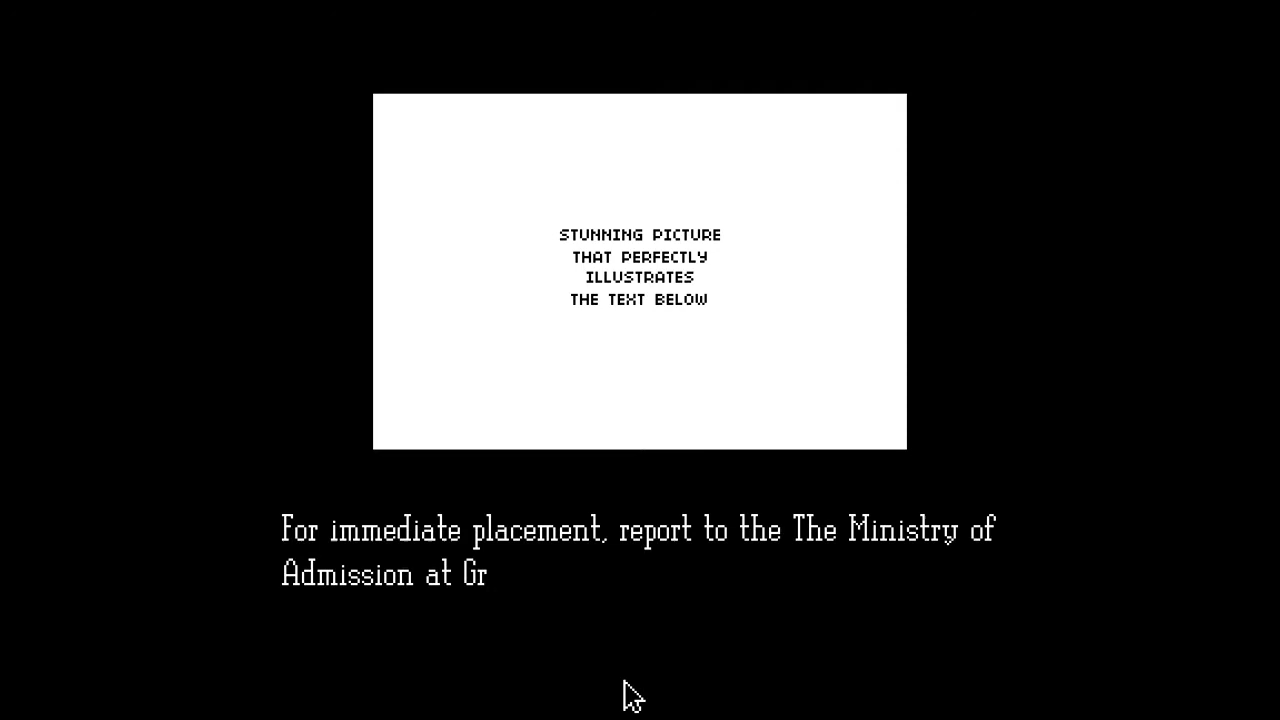 STUNNING PICTURE
THAT PERFECTLY
ILLUSTRATES
THE TEXT BELOW
For immediate placement, report to the The Ministry of
Admission at Gr